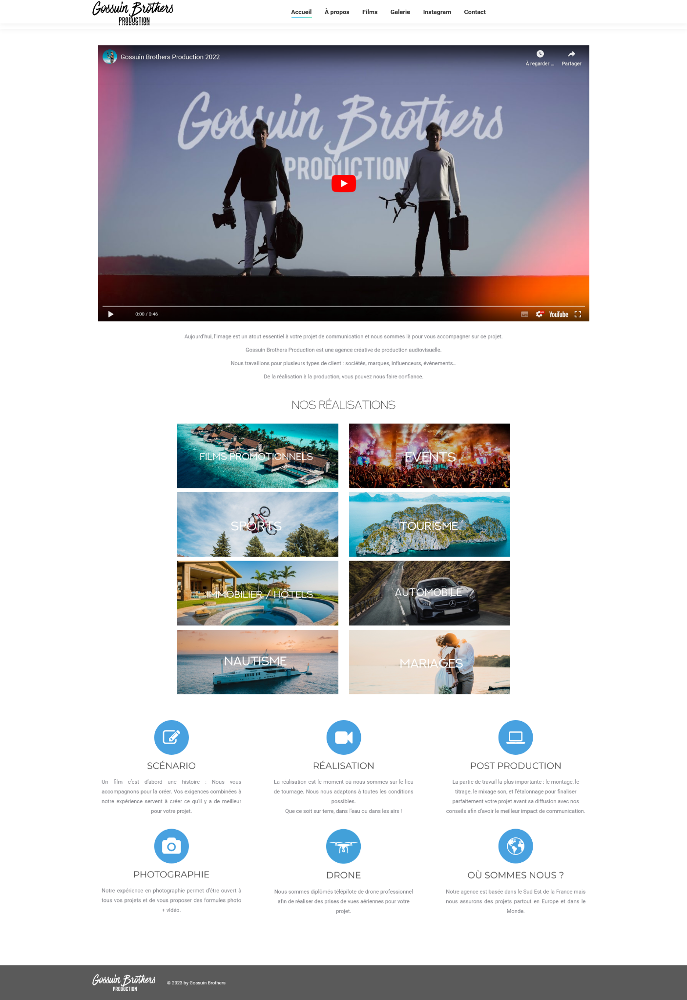 Gossuin Brothers
PRODUCTION
Accueil
À propos
Films
Galerie
Instagram
Contact
Gossuin Brothers Production 2022
À regarder ...
Partager
Gossuin Brothers
PRODUCTION
0:00 / 0:46
HD
YouTube
Aujourd’hui, l’image est un atout essentiel à votre projet de communication et nous sommes là pour vous accompagner sur ce projet.
Gossuin Brothers Production est une agence créative de production audiovisuelle.
Nous travaillons pour plusieurs types de client : sociétés, marques, influenceurs, événements…
De la réalisation à la production, vous pouvez nous faire confiance.
NOS RÉALISATIONS
FILMS PROMOTIONNELS
EVENTS
SPORTS
TOURISME
IMMOBILIER / HOTELS
AUTOMOBILE
NAUTISME
MARIAGES
SCÉNARIO
Un film c’est d’abord une histoire : Nous vous
accompagnons pour la créer. Vos exigences combinées à
notre expérience servent à créer ce qu’il y a de meilleur
pour votre projet.
RÉALISATION
La réalisation est le moment où nous sommes sur le lieu
de tournage. Nous nous adaptons à toutes les conditions
possibles.
Que ce soit sur terre, dans l’eau ou dans les airs !
POST PRODUCTION
La partie de travail la plus importante : le montage, le
titrage, le mixage son, et l’étalonnage pour finaliser
parfaitement votre projet avant sa diffusion avec nos
conseils afin d’avoir le meilleur impact de communication.
PHOTOGRAPHIE
Notre expérience en photographie permet d’être ouvert à
tous vos projets et de vous proposer des formules photo
+ vidéo.
DRONE
Nous sommes diplômés télépilote de drone professionnel
afin de réaliser des prises de vues aériennes pour votre
projet.
OÙ SOMMES NOUS ?
Notre agence est basée dans le Sud Est de la France mais
nous assurons des projets partout en Europe et dans le
Monde.
Gossuin Brothers
PRODUCTION
© 2023 by Gossuin Brothers